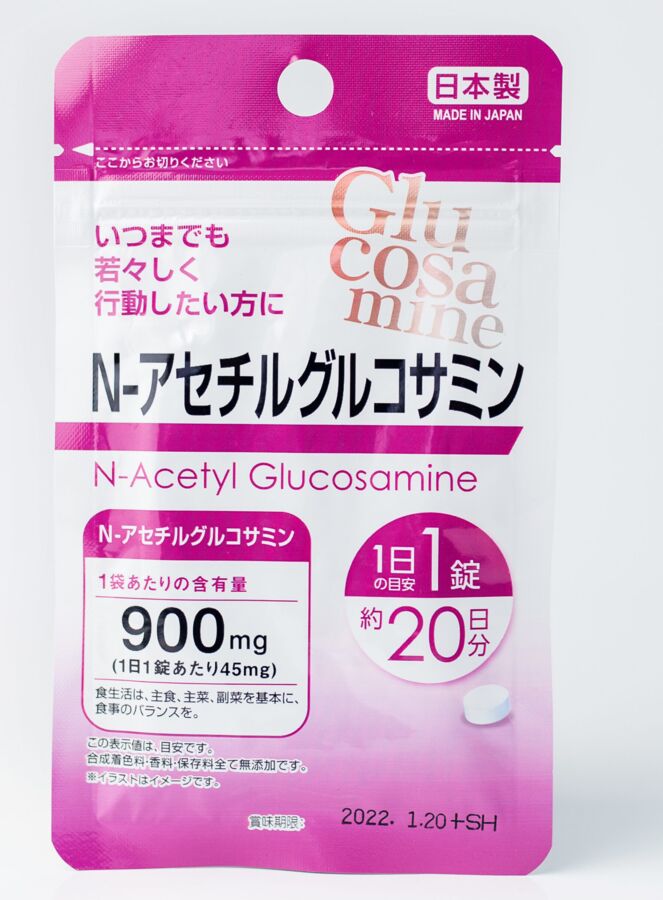 日本製
MADE IN JAPAN
ここからお切りください
Glu
cosa
mine
いつまでも
若々しく
行動したい方に
N-アセチルグルコサミン
N-Acetyl Glucosamine
N-アセチルグルコサミン
1袋あたりの含有量
900mg
(1日1錠あたり45mg)
食生活は、主食、主菜、副菜を基本に、
食事のバランスを。
1日の目安1錠
約20日分
この表示値は、目安です。
合成着色料・香料・保存料全て無添加です。
※イラストはイメージです。
賞味期限: 2022. 1.20+SH